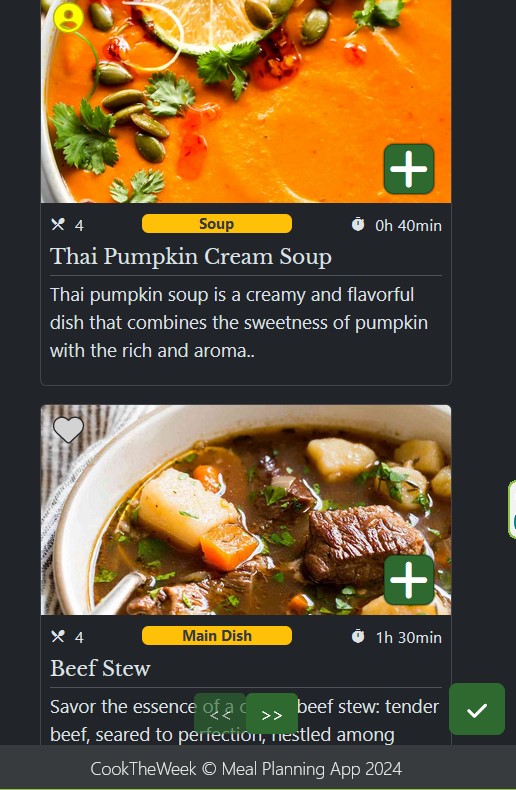 4 Soup 0h 40min
Thai Pumpkin Cream Soup
Thai pumpkin soup is a creamy and flavorful
dish that combines the sweetness of pumpkin
with the rich and aroma..
4 Main Dish 1h 30min
Beef Stew
Savor the essence of a beef stew: tender
<< >>
beef, seared to perfection, nestled among
CookTheWeek © Meal Planning App 2024